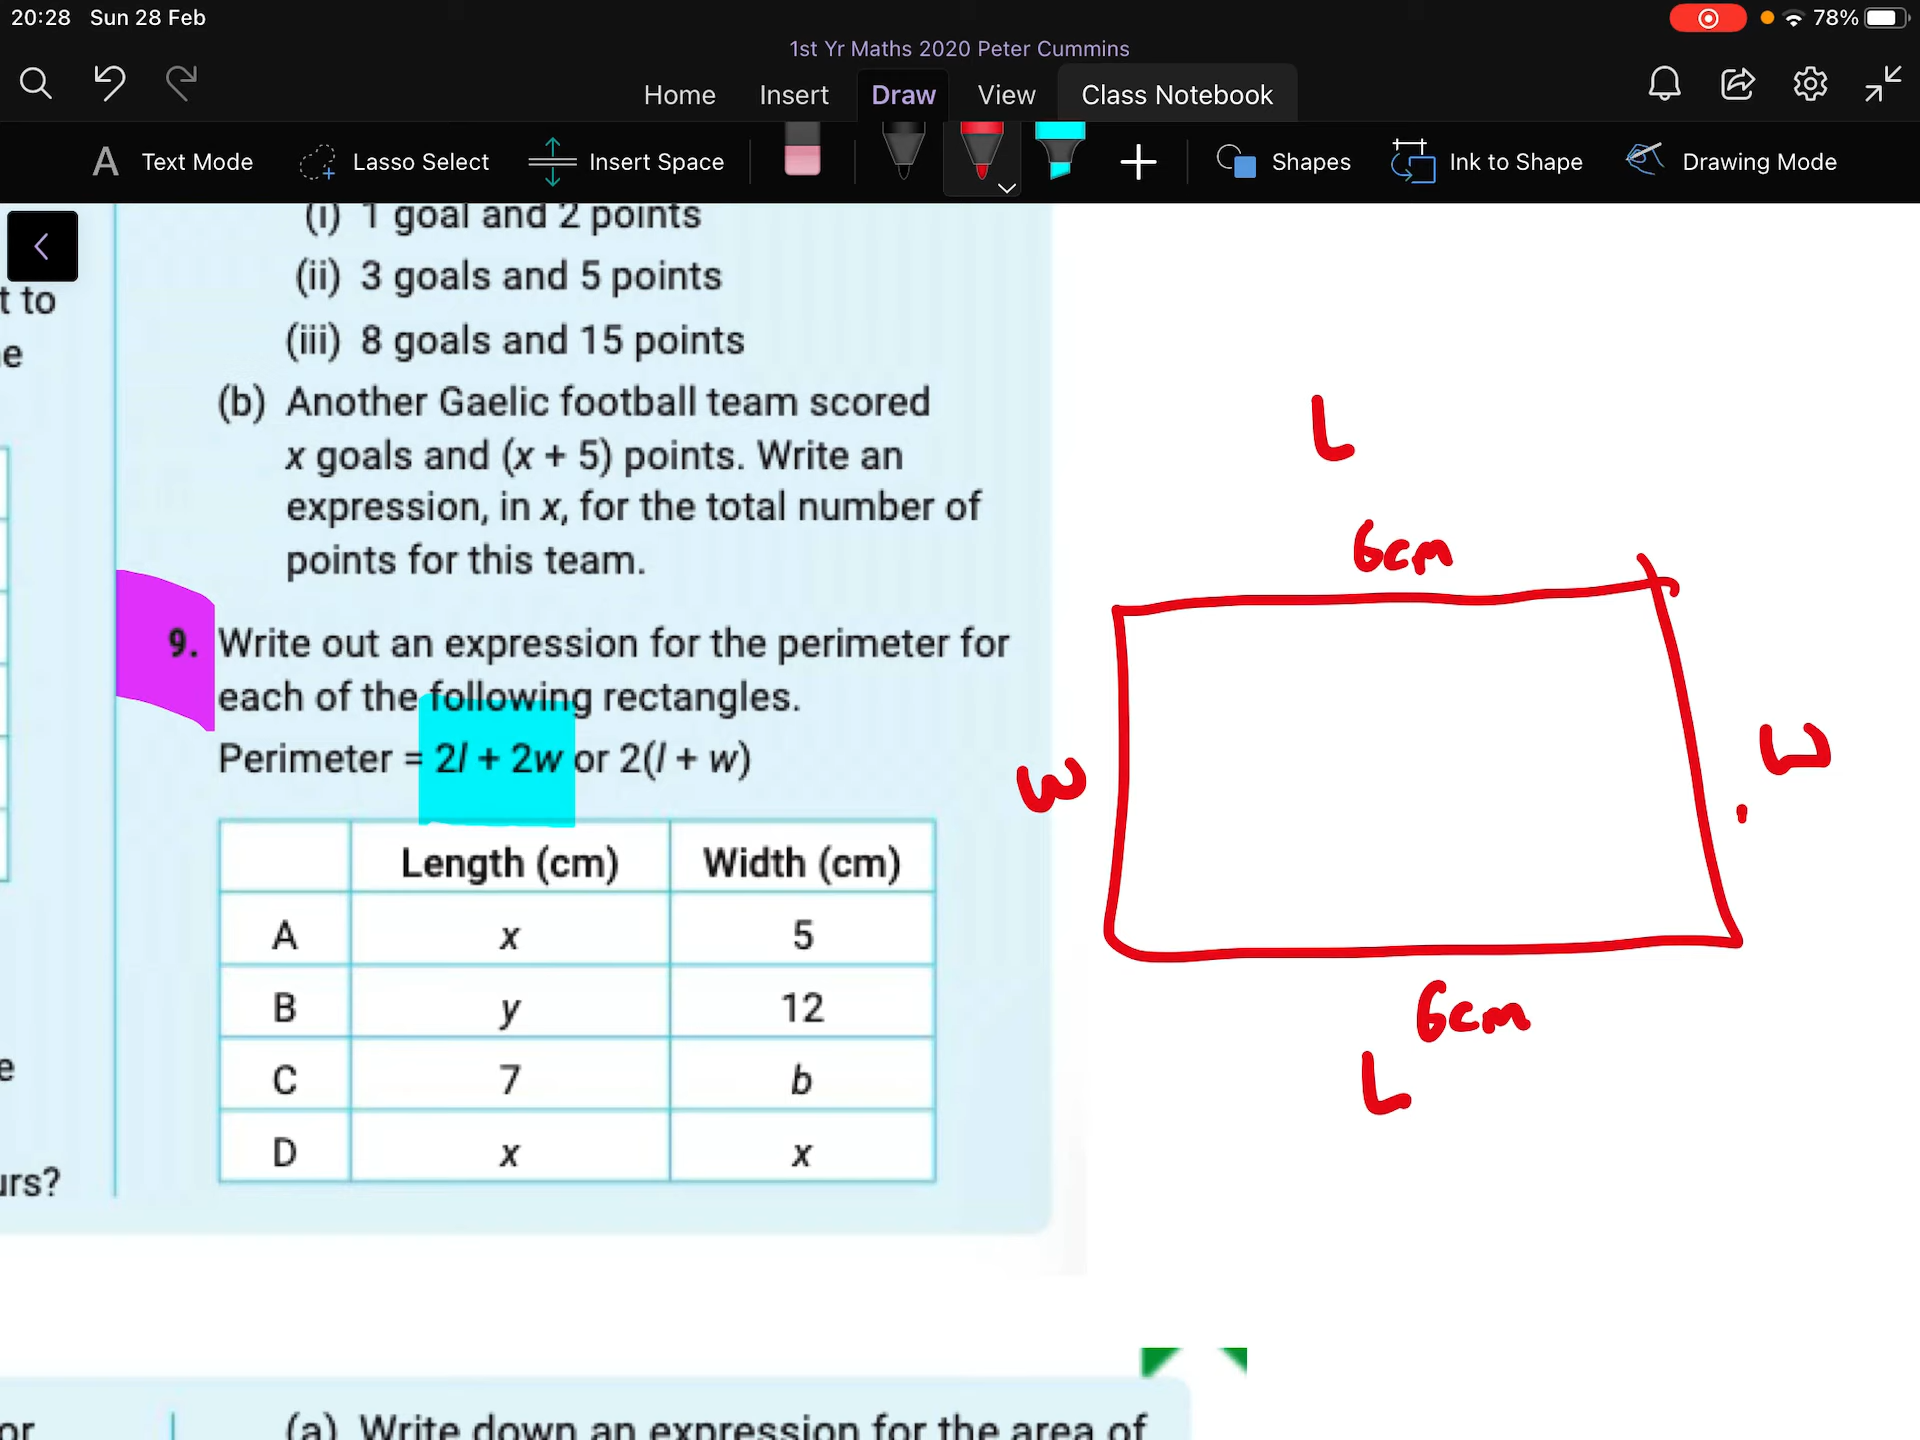 20:28 Sun 28 Feb
78%
1st Yr Maths 2020 Peter Cummins
Home Insert Draw View Class Notebook
A Text Mode Lasso Select Insert Space Shapes Ink to Shape Drawing Mode
t to
e
e
urs?
(i) 1 goal and 2 points
(ii) 3 goals and 5 points
(iii) 8 goals and 15 points
(b) Another Gaelic football team scored
x goals and (x + 5) points. Write an
expression, in x, for the total number of
points for this team.
9. Write out an expression for the perimeter for
each of the following rectangles.
Perimeter = 2l + 2w or 2(l + w)
Length (cm) Width (cm)
A x 5
B y 12
C 7 b
D x x
L
6cm
W
W
6cm
L
or
(a) Write down an expression for the area of